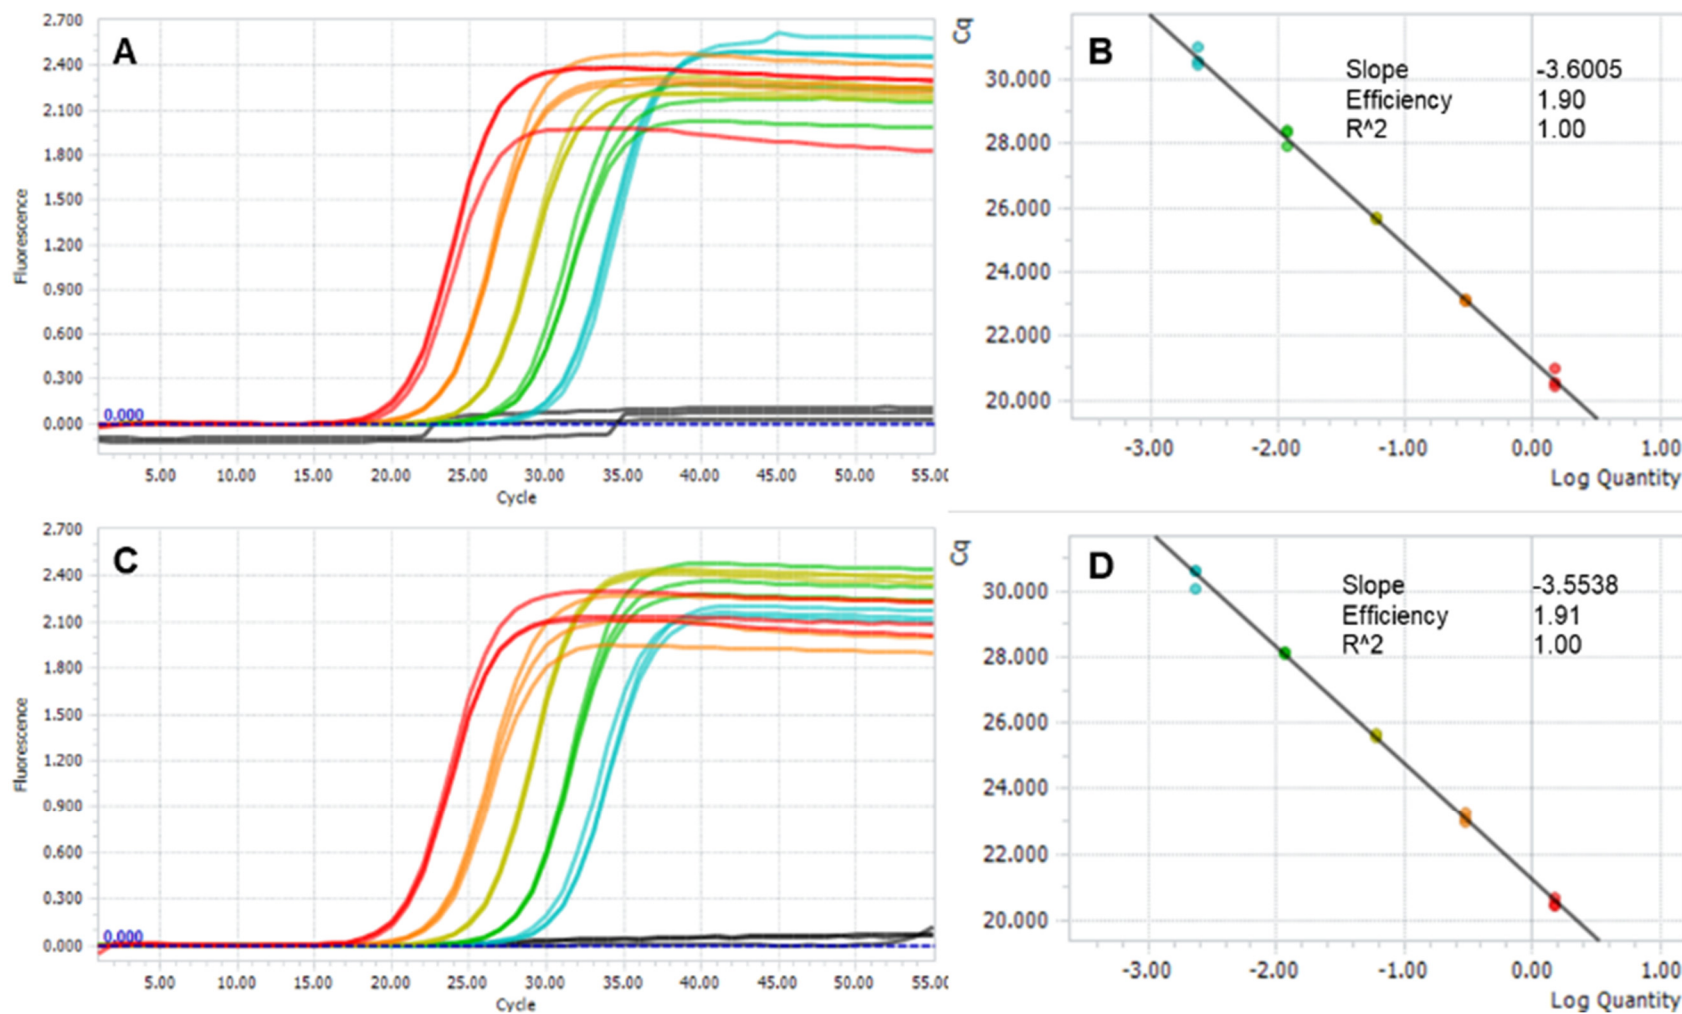 A
2.700
2.400
2.100
1.800
1.500
1.200
0.900
0.600
0.300
0.000
0.000
Fluorescence
5.00 10.00 15.00 20.00 25.00 30.00 35.00 40.00 45.00 50.00 55.0
Cycle
B
Cq
Slope -3.6005
Efficiency 1.90
R^2 1.00
30.000
28.000
26.000
24.000
22.000
20.000
-3.00 -2.00 -1.00 0.00 1.00
Log Quantity
C
2.700
2.400
2.100
1.800
1.500
1.200
0.900
0.600
0.300
0.000
0.000
Fluorescence
5.00 10.00 15.00 20.00 25.00 30.00 35.00 40.00 45.00 50.00 55.0
Cycle
D
Cq
Slope -3.5538
Efficiency 1.91
R^2 1.00
30.000
28.000
26.000
24.000
22.000
20.000
-3.00 -2.00 -1.00 0.00 1.00
Log Quantity